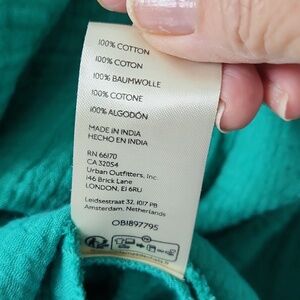 100% COTTON
100% COTON
100% BAUMWOLLE
100% COTONE
100% ALGODÓN
MADE IN INDIA
HECHO EN INDIA
RN 66170
CA 32054
Urban Outfitters, Inc.
146 Brick Lane
LONDON, E1 6RU
Leidsestraat 32, 1017 PB
Amsterdam, Netherlands
OB1897795